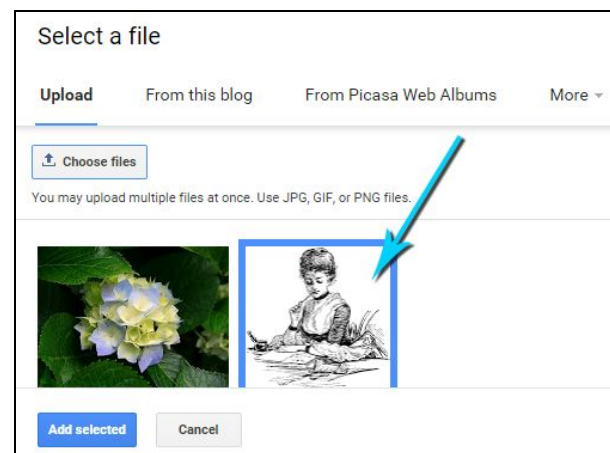 Select a file
Upload From this blog From Picasa Web Albums More
Choose files
You may upload multiple files at once. Use JPG, GIF, or PNG files.
Add selected Cancel